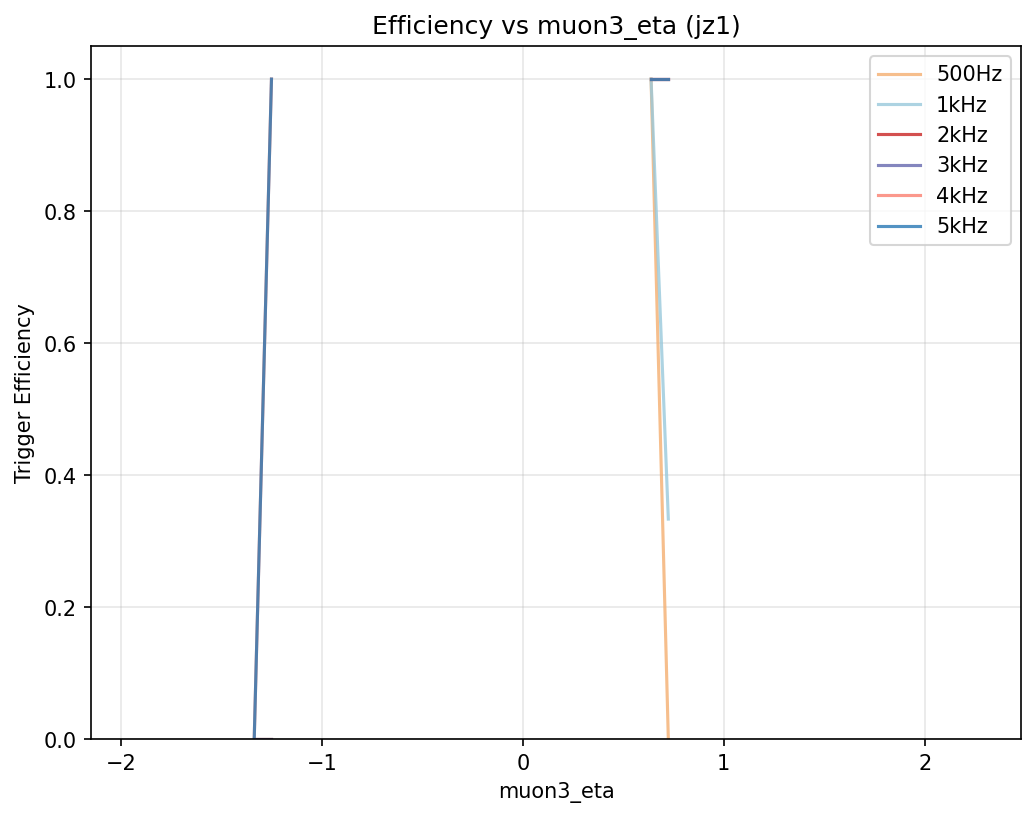 Efficiency vs muon3_eta (jz1)
500Hz
1kHz
2kHz
3kHz
4kHz
5kHz
Trigger Efficiency
1.0
0.8
0.6
0.4
0.2
0.0
−2
−1
0
1
2
muon3_eta